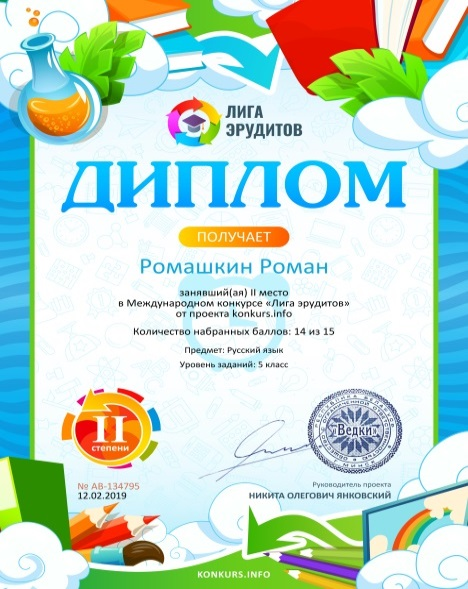 ЛИГА
ЭРУДИТОВ
ДИПЛОМ
ПОЛУЧАЕТ
Ромашкин Роман
занявший(ая) II место
в Международном конкурсе «Лига эрудитов»
от проекта konkurs.info
Количество набранных баллов: 14 из 15
Предмет: Русский язык
Уровень заданий: 5 класс
II
СТЕПЕНИ
"Ведки"
№ АВ-134795
12.02.2019
Руководитель проекта
НИКИТА ОЛЕГОВИЧ ЯНКОВСКИЙ
KONKURS.INFO